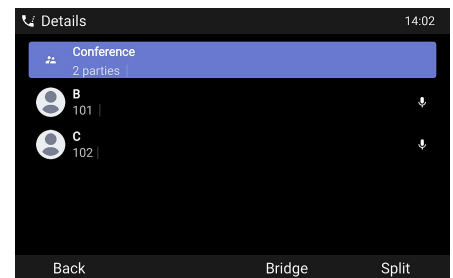 Details 14:02
Conference
2 parties
B
101
C
102
Back Bridge Split